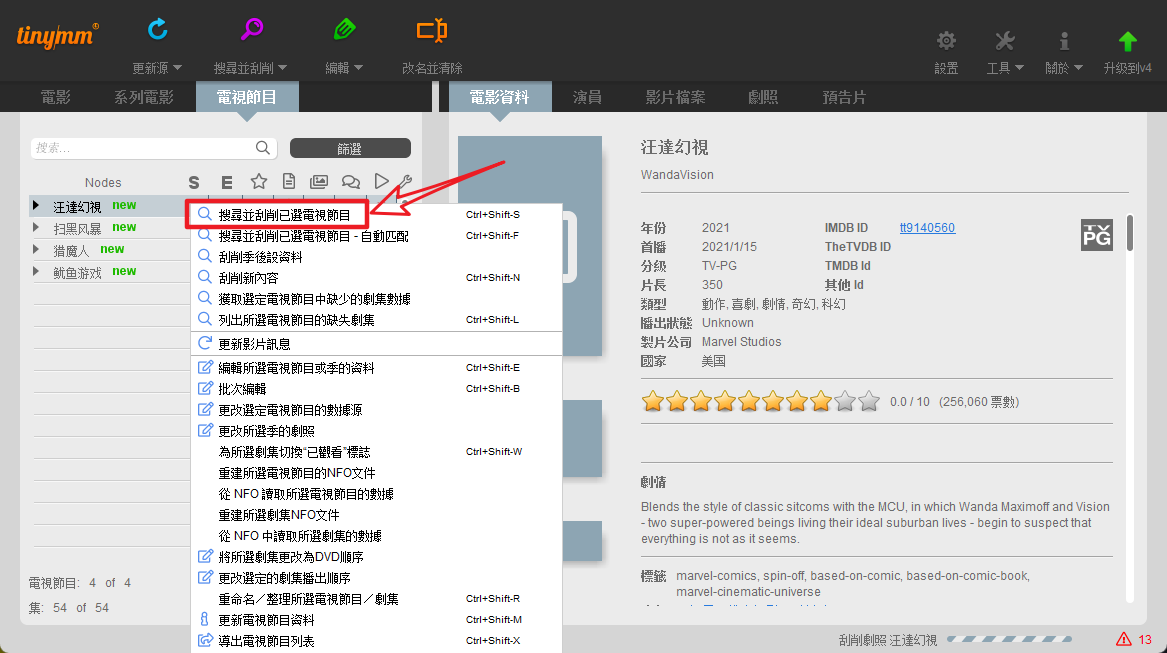 tinymm®
更新源
搜尋並刮削
編輯
改名並清除
設置
工具
關於
升级到v4
電影
系列電影
電視節目
電影資料
演員
影片檔案
劇照
預告片
搜索...
篩選
Nodes
S E
汪達幻視 new
扫黑风暴 new
猎魔人 new
鱿鱼游戏 new
電視節目: 4 of 4
集: 54 of 54
搜尋並刮削已選電視節目 Ctrl+Shift-S
搜尋並刮削已選電視節目 - 自動匹配 Ctrl+Shift-F
刮削季後設資料
刮削新內容 Ctrl+Shift-N
獲取選定電視節目中缺少的劇集數據
列出所選電視節目的缺失劇集 Ctrl+Shift-L
更新影片訊息
編輯所選電視節目或季的資料 Ctrl+Shift-E
批次編輯 Ctrl+Shift-B
更改選定電視節目的數據源
更改所選季的劇照
為所選劇集切換“已觀看”標誌 Ctrl+Shift-W
重建所選電視節目的NFO文件
從 NFO 讀取所選電視節目的數據
重建所選劇集NFO文件
從 NFO 中讀取所選劇集的數據
將所選劇集更改為DVD順序
更改選定的劇集播出順序
重命名／整理所選電視節目／劇集 Ctrl+Shift-R
更新電視節目資料 Ctrl+Shift-M
導出電視節目列表 Ctrl+Shift-X
汪達幻視
WandaVision
年份 2021 IMDB ID tt9140560
首播 2021/1/15 TheTVDB ID
分級 TV-PG TMDB Id
片長 350 其他 Id
類型 動作, 喜劇, 劇情, 奇幻, 科幻
播出狀態 Unknown
製片公司 Marvel Studios
國家 美国
TV
PG
0.0 / 10 (256,060 票數)
劇情
Blends the style of classic sitcoms with the MCU, in which Wanda Maximoff and Vision
- two super-powered beings living their ideal suburban lives - begin to suspect that
everything is not as it seems.
標籤 marvel-comics, spin-off, based-on-comic, based-on-comic-book,
marvel-cinematic-universe
刮削劇照 汪達幻視
13